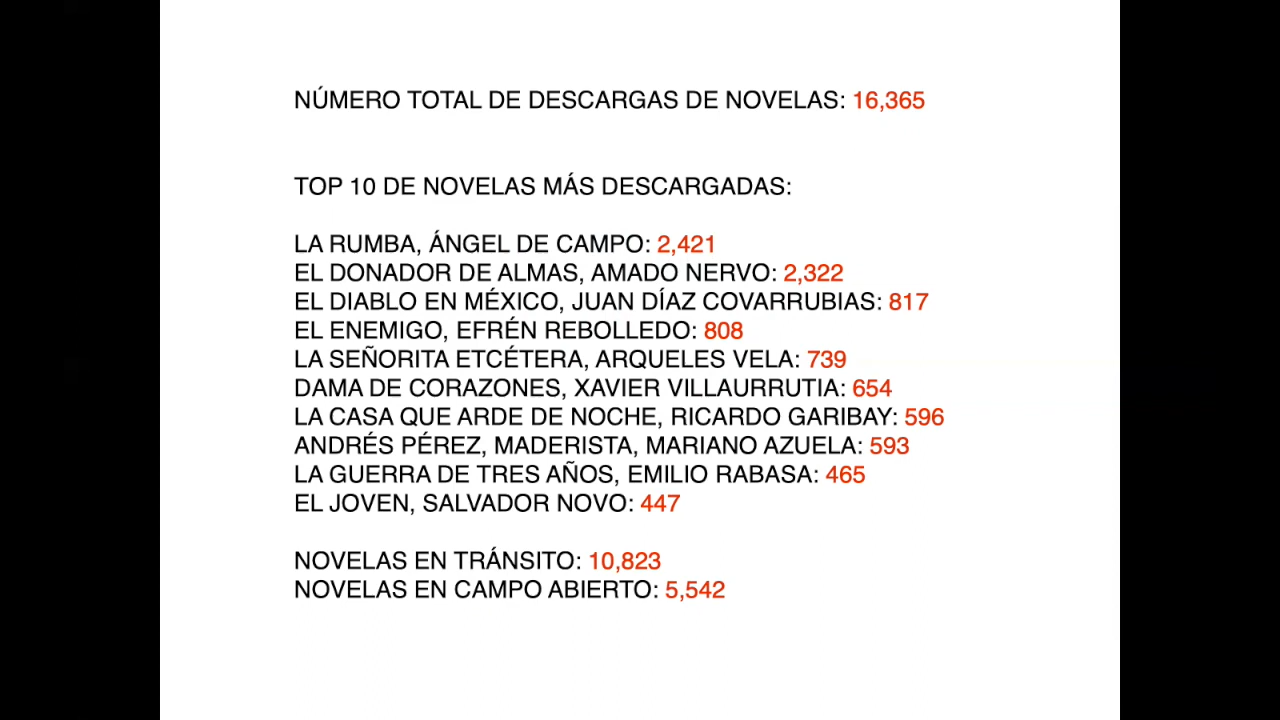 NÚMERO TOTAL DE DESCARGAS DE NOVELAS: 16,365
TOP 10 DE NOVELAS MÁS DESCARGADAS:
LA RUMBA, ÁNGEL DE CAMPO: 2,421
EL DONADOR DE ALMAS, AMADO NERVO: 2,322
EL DIABLO EN MÉXICO, JUAN DÍAZ COVARRUBIAS: 817
EL ENEMIGO, EFRÉN REBOLLEDO: 808
LA SEÑORITA ETCÉTERA, ARQUELES VELA: 739
DAMA DE CORAZONES, XAVIER VILLAURRUTIA: 654
LA CASA QUE ARDE DE NOCHE, RICARDO GARIBAY: 596
ANDRÉS PÉREZ, MADERISTA, MARIANO AZUELA: 593
LA GUERRA DE TRES AÑOS, EMILIO RABASA: 465
EL JOVEN, SALVADOR NOVO: 447
NOVELAS EN TRÁNSITO: 10,823
NOVELAS EN CAMPO ABIERTO: 5,542